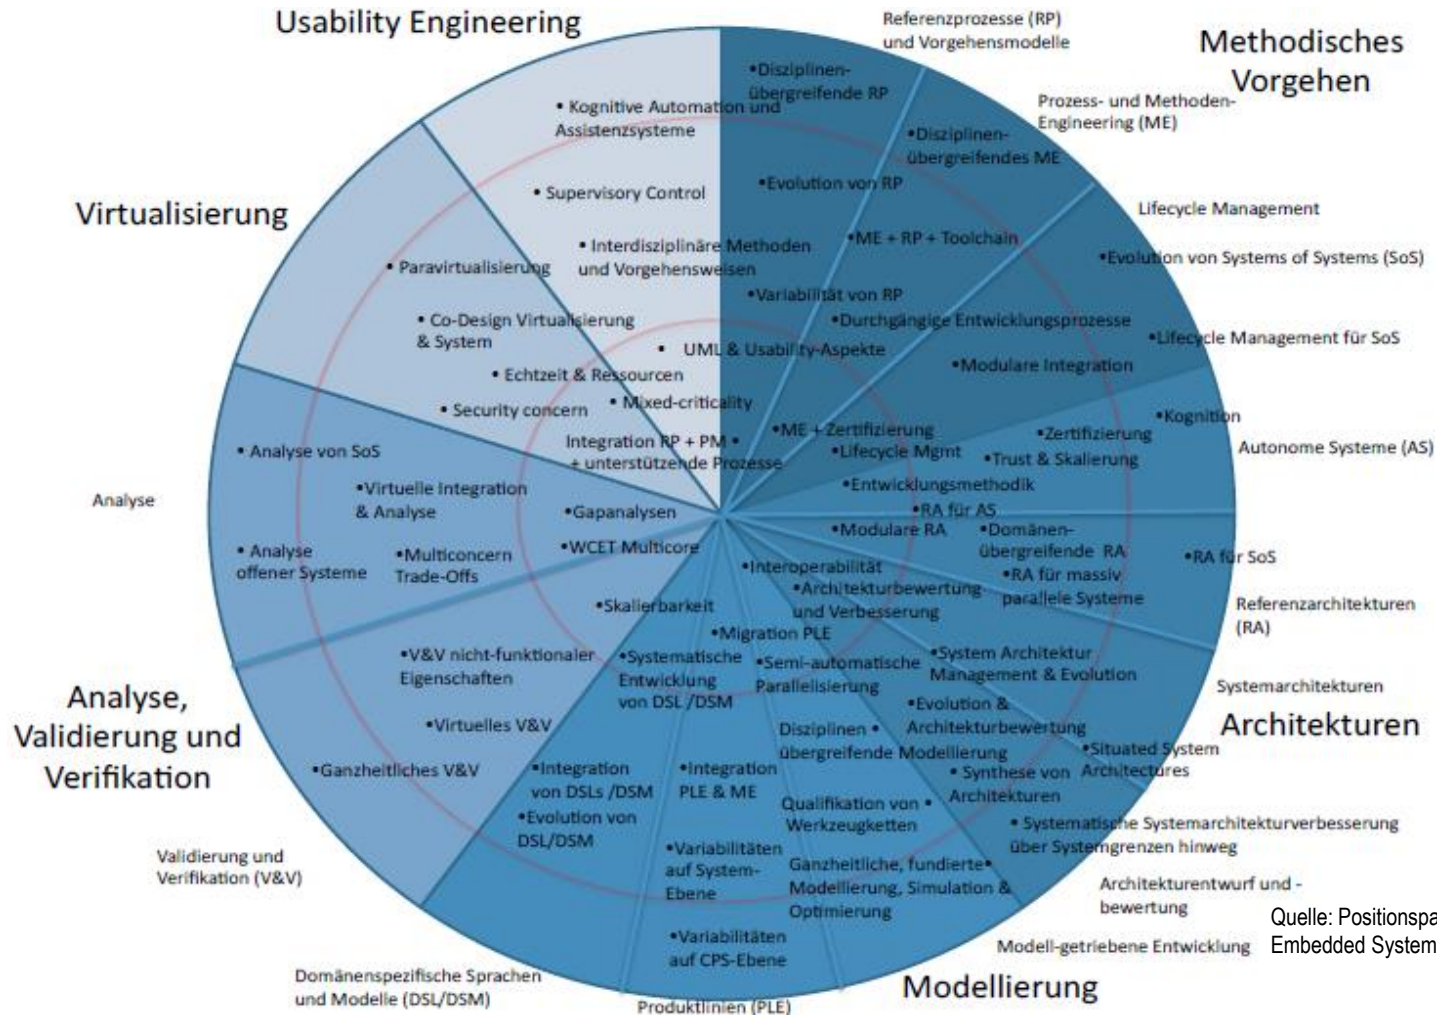 Usability Engineering
Referenzprozesse (RP)
und Vorgehensmodelle
Methodisches
Vorgehen
•Disziplinen-
übergreifende RP
• Kognitive Automation und
Assistenzsysteme
Prozess- und Methoden-
Engineering (ME)
•Disziplinen-
übergreifendes ME
•Evolution von RP
• Supervisory Control
Virtualisierung
Lifecycle Management
•ME + RP + Toolchain
• Interdisziplinäre Methoden
und Vorgehensweisen
•Evolution von Systems of Systems (SoS)
• Paravirtualisierung
•Variabilität von RP
• Co-Design Virtualisierung
& System
•Durchgängige Entwicklungsprozesse
•Lifecycle Management für SoS
• UML & Usability-Aspekte
•Modulare Integration
• Echtzeit & Ressourcen
• Mixed-criticality
• Security concern
•Kognition
•ME + Zertifizierung
•Zertifizierung
Integration RP + PM •
+ unterstützende Prozesse
Autonome Systeme (AS)
• Analyse von SoS
•Lifecycle Mgmt
•Trust & Skalierung
•Entwicklungsmethodik
Analyse
•Virtuelle Integration
& Analyse
•Gapanalysen
•RA für AS
•Modulare RA
•Domänen-
übergreifende RA
• Analyse
offener Systeme
•Multiconcern
Trade-Offs
•WCET Multicore
•RA für SoS
•Interoperabilität
•RA für massiv
parallele Systeme
•Architekturbewertung
und Verbesserung
•Skalierbarkeit
Referenzarchitekturen
(RA)
•Migration PLE
•V&V nicht-funktionaler
Eigenschaften
•Systematische
Entwicklung
von DSL /DSM
•Semi-automatische
Parallelisierung
•System Architektur
Management & Evolution
Systemarchitekturen
Analyse,
Validierung und
Verifikation
Architekturen
•Evolution &
Architekturbewertung
•Virtuelles V&V
Disziplinen •
übergreifende Modellierung
•Situated System
Architectures
•Ganzheitliches V&V
•Integration
von DSLs /DSM
•Integration
PLE & ME
• Synthese von
Architekturen
•Evolution von
DSL/DSM
Qualifikation von •
Werkzeugketten
• Systematische Systemarchitekturverbesserung
über Systemgrenzen hinweg
•Variabilitäten
auf System-
Ebene
Validierung und
Verifikation (V&V)
Ganzheitliche, fundierte•
Modellierung, Simulation &
Optimierung
Architekturentwurf und -
bewertung
Quelle: Positionspa
Embedded System
•Variabilitäten
auf CPS-Ebene
Modell-getriebene Entwicklung
Domänenspezifische Sprachen
und Modelle (DSL/DSM)
Modellierung
Produktlinien (PLE)